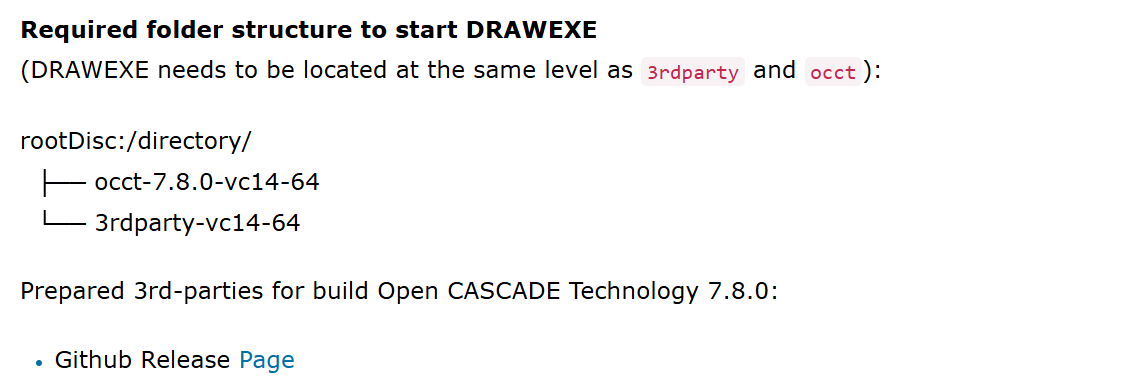 Required folder structure to start DRAWEXE
(DRAWEXE needs to be located at the same level as 3rdparty and occt):
rootDisc:/directory/
├── occt-7.8.0-vc14-64
└── 3rdparty-vc14-64
Prepared 3rd-parties for build Open CASCADE Technology 7.8.0:
• Github Release Page